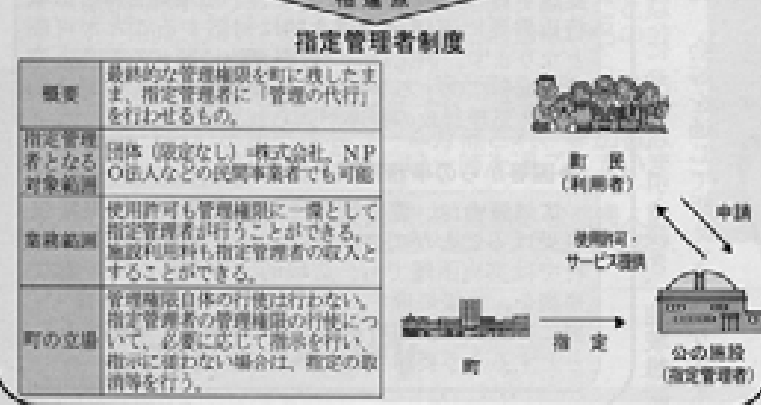 相違点
指定管理者制度
概要
最終的な管理権限を町に残したま
ま、指定管理者に「管理の代行」
を行わせるもの。
指定管理
者となる
対象範囲
団体（限定なし）=株式会社、NP
O法人などの民間事業者でも可能
業務範囲
使用許可も管理権限に一環として
指定管理者が行うことができる。
施設利用料も指定管理者の収入と
することができる。
町の立場
管理権限自体の行使は行わない。
指定管理者の管理権限の行使につ
いて、必要に応じて指示を行い、
指示に従わない場合は、指定の取
消等を行う。
町民
（利用者）
申請
使用許可・
サービス提供
町
指定
公の施設
（指定管理者）